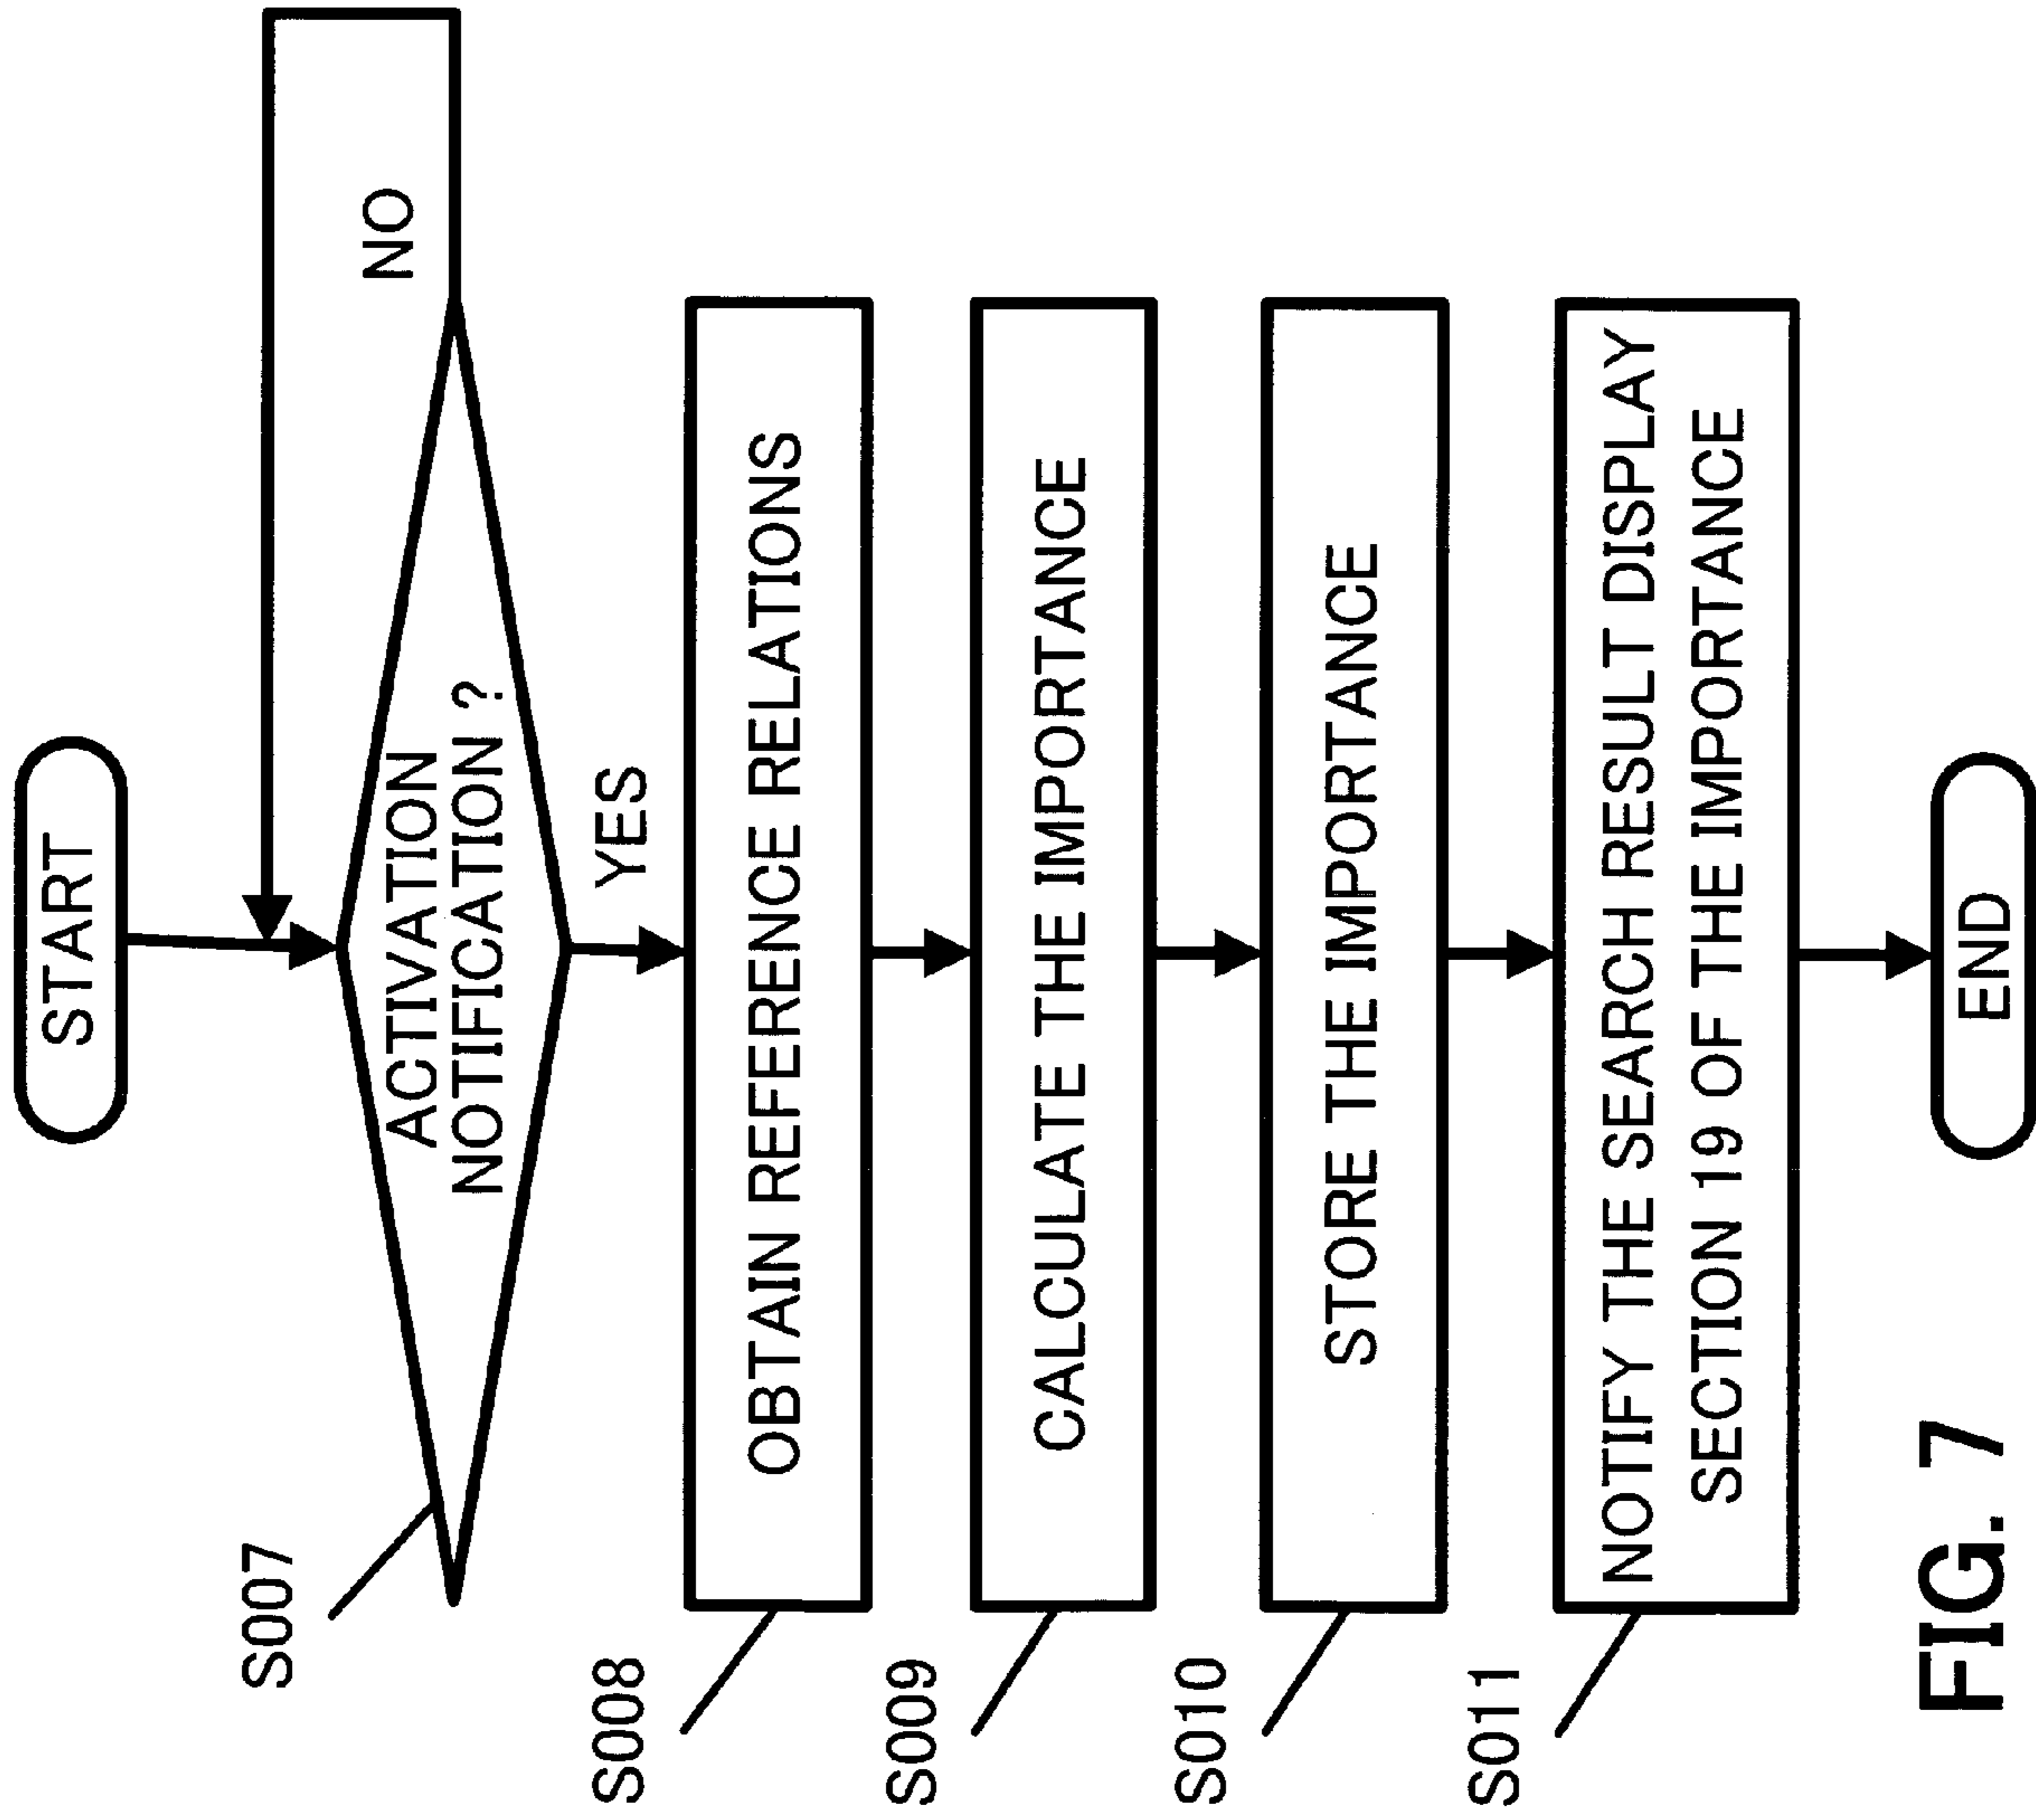 START
S007
ACTIVATION
NOTIFICATION ?
NO
YES
S008
OBTAIN REFERENCE RELATIONS
S009
CALCULATE THE IMPORTANCE
S010
STORE THE IMPORTANCE
S011
NOTIFY THE SEARCH RESULT DISPLAY
SECTION 19 OF THE IMPORTANCE
END
FIG. 7